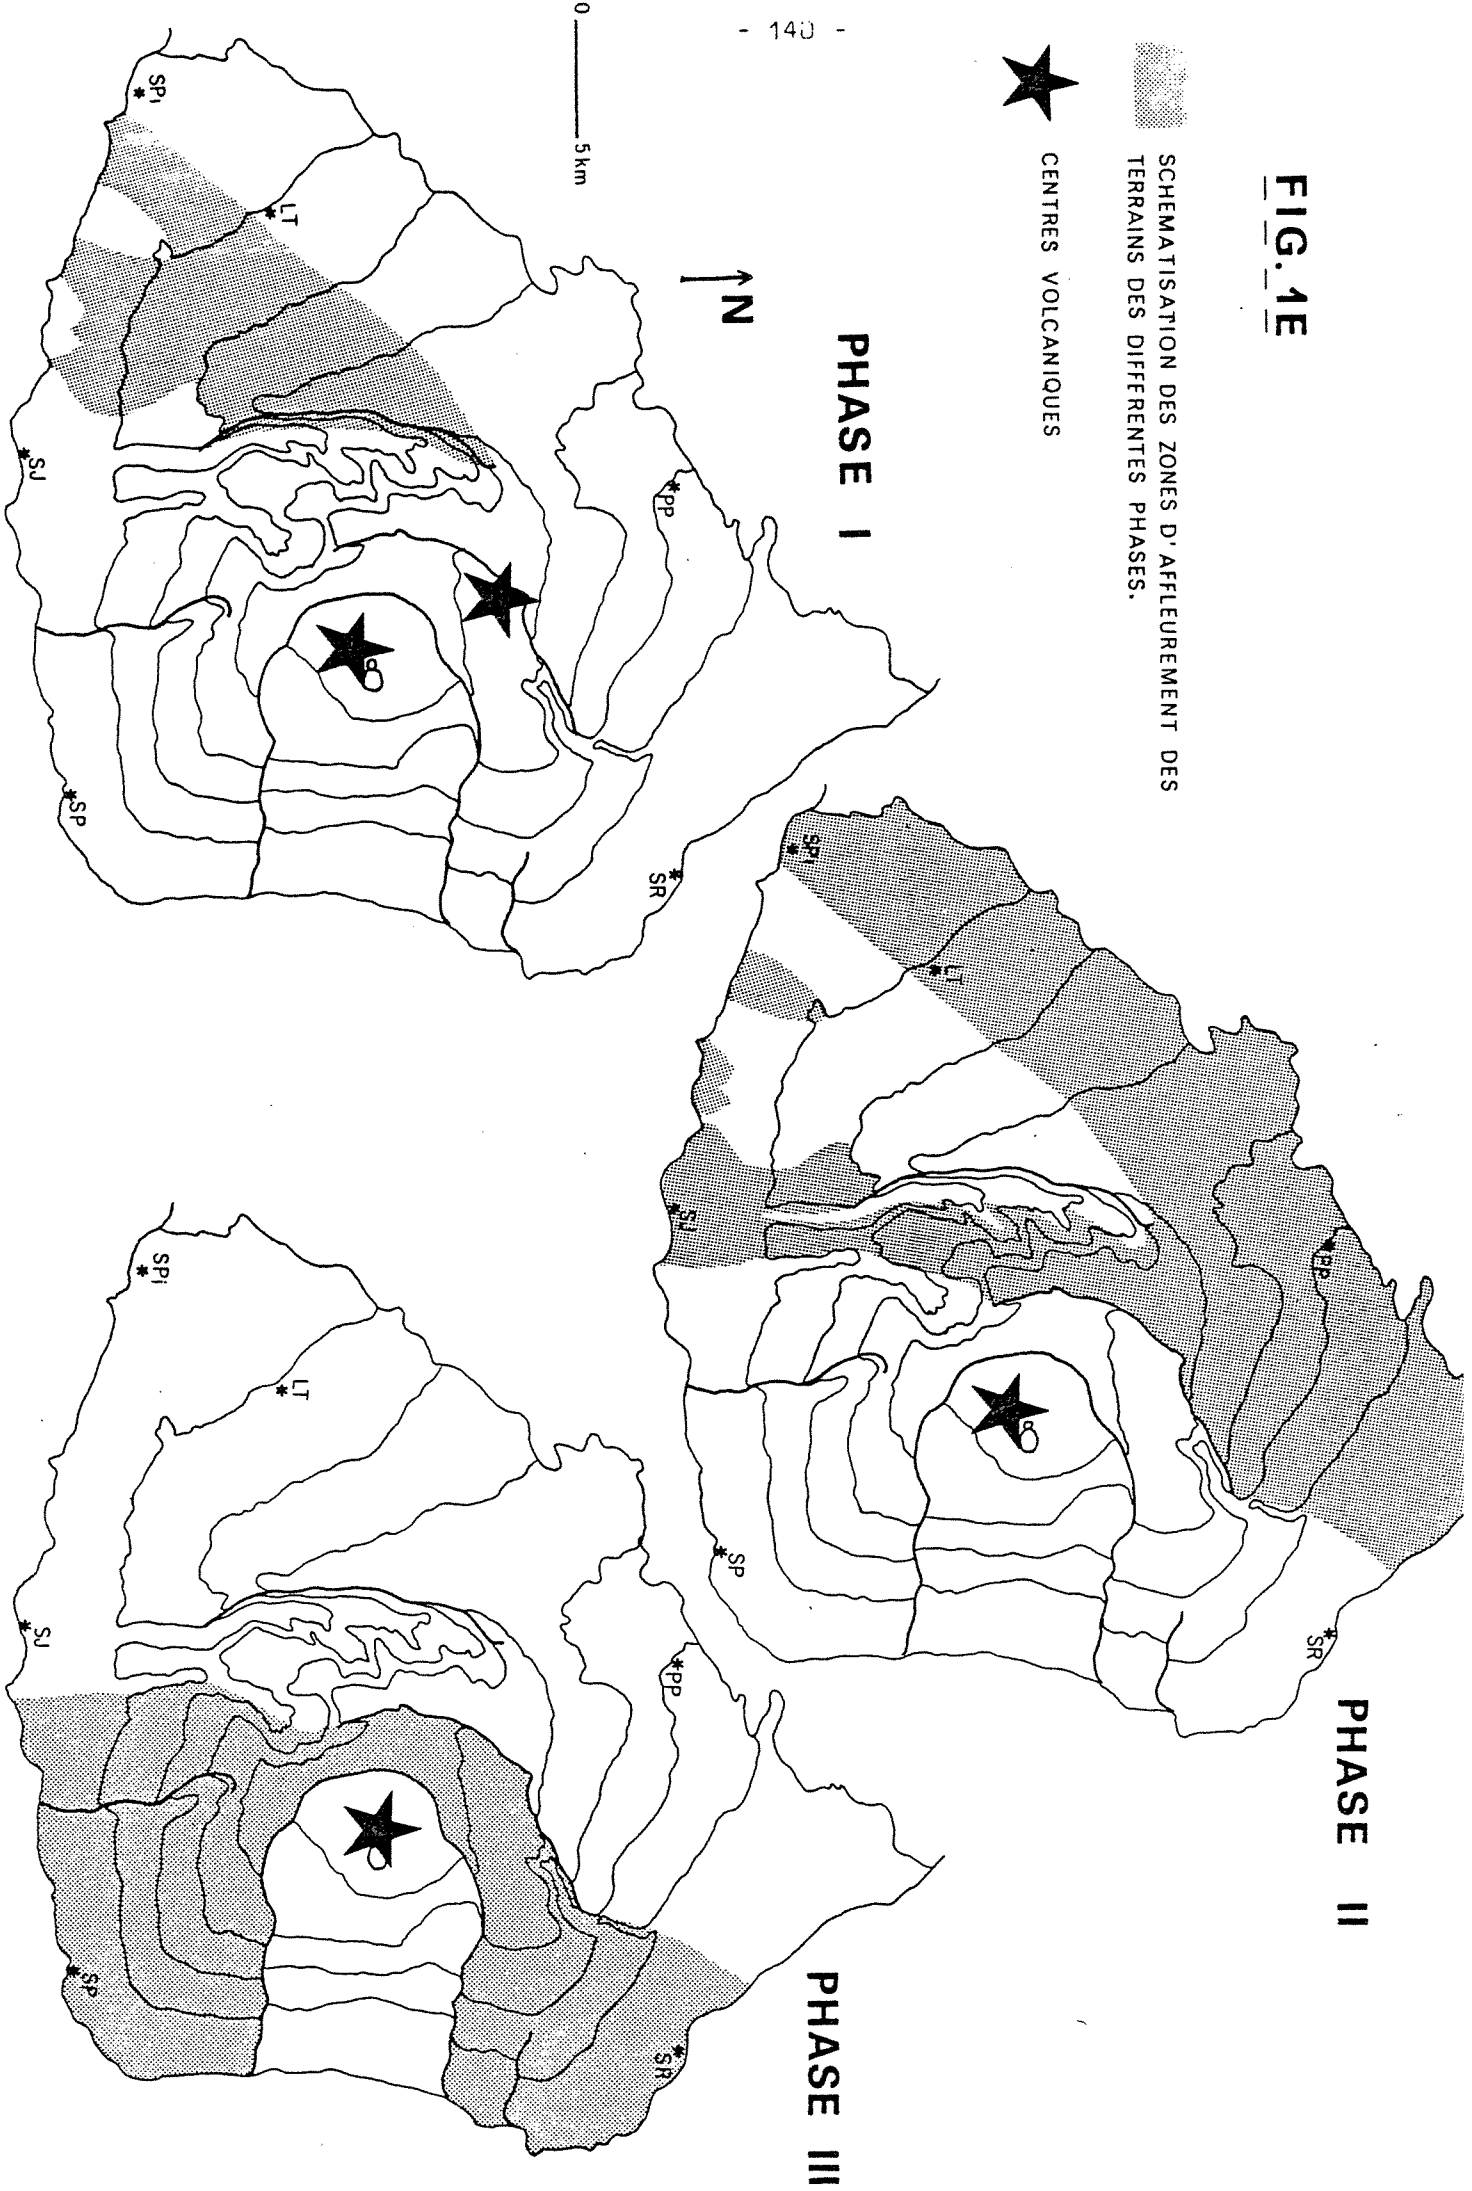 - 140 -
FIG. 1E
SCHEMATISATION DES ZONES D'AFFLEUREMENT DES
TERRAINS DES DIFFERENTES PHASES.
CENTRES VOLCANIQUES
0 5 km
N
PHASE I
SPi
LT
PP
SJ
SP
SR
PHASE II
SPi
LT
PP
SJ
SP
SR
PHASE III
SPi
LT
PP
SJ
SP
SR